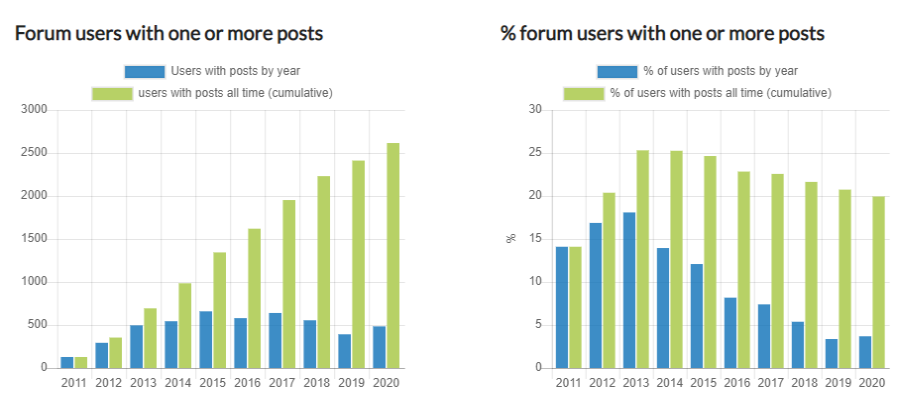 Forum users with one or more posts
Users with posts by year
users with posts all time (cumulative)
3000
2500
2000
1500
1000
500
0
2011 2012 2013 2014 2015 2016 2017 2018 2019 2020
% forum users with one or more posts
% of users with posts by year
% of users with posts all time (cumulative)
30
25
20
15
10
5
0
%
2011 2012 2013 2014 2015 2016 2017 2018 2019 2020